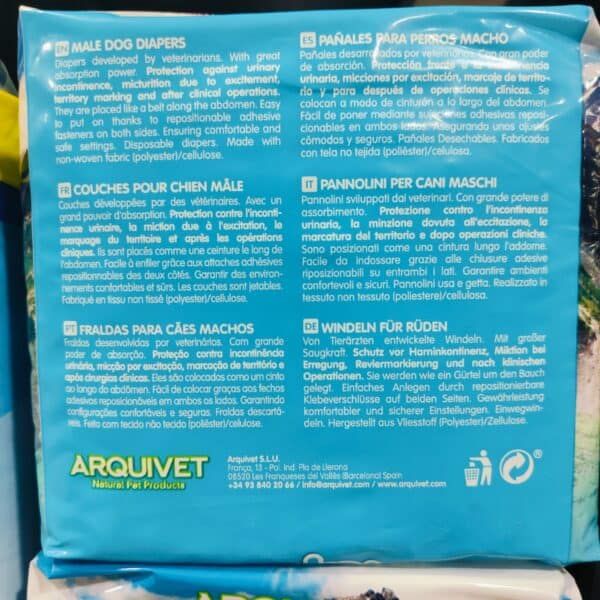 EN MALE DOG DIAPERS
Diapers developed by veterinarians. With great
absorption power. Protection against urinary
incontinence, micturition due to excitement,
territory marking and after clinical operations.
They are placed like a belt along the abdomen. Easy
to put on thanks to repositionable adhesive
fasteners on both sides. Ensuring comfortable and
safe settings. Disposable diapers. Made with
non-woven fabric (polyester)/cellulose.
ES PAÑALES PARA PERROS MACHO
Pañales desarrolados por veterinarios. Con gran poder
de absorción. Protección frente a la incontinencia
urinaria, micciones por excitación, marcaje de territo-
rio y para después de operaciones clínicas. Se
colocan a modo de cinturón a lo largo del abdomen.
Fácil de poner mediante sujeciones adhesivas reposi-
cionables en ambos lados. Asegurando unos ajustes
cómodos y seguros. Pañales Desechables. Fabricados
con tela no tejida (poliéster)/celulosa.
FR COUCHES POUR CHIEN MÂLE
Couches développées par des vétérinaires. Avec un
grand pouvoir d'absorption. Protection contre l'inconti-
nence urinaire, la miction due à l'excitation, le
marquage du territoire et après les opérations
cliniques. Ils sont placés comme une ceinture le long de
l'abdomen. Facile à enfiler grâce aux attaches adhésives
repositionnables des deux côtés. Garantir des environ-
nements confortables et sûrs. Les couches sont jetables.
Fabriqué en tissu non tissé (polyester)/cellulose.
IT PANNOLINI PER CANI MASCHI
Pannolini sviluppati dai veterinari. Con grande potere di
assorbimento. Protezione contro l'incontinenza
urinaria, la minzione dovuta all'eccitazione, la
marcatura del territorio e dopo operazioni cliniche.
Sono posizionati come una cintura lungo l'addome.
Facile da indossare grazie alle chiusure adesive
riposizionabili su entrambi i lati. Garantire ambienti
confortevoli e sicuri. Pannolini usa e getta. Realizzato in
tessuto non tessuto (poliestere)/cellulosa.
PT FRALDAS PARA CÃES MACHOS
Fraldas desenvolvidas por veterinários. Com grande
poder de absorção. Proteção contra incontinência
urinária, micção por excitação, marcação de território e
após cirurgias clínicas. Eles são colocados como um cinto
ao longo do abdômen. Fácil de colocar graças aos fechos
adesivos reposicionáveis em ambos os lados. Garantindo
configurações confortáveis e seguras. Fraldas descartá-
veis. Feito com tecido não tecido (poliéster)/celulose.
DE WINDELN FÜR RÜDEN
Von Tierärzten entwickelte Windeln. Mit großer
Saugkraft. Schutz vor Harninkontinenz, Miktion bei
Erregung, Reviermarkierung und nach klinischen
Operationen. Sie werden wie ein Gürtel um den Bauch
gelegt. Einfaches Anlegen durch repositionierbare
Klebeverschlüsse auf beiden Seiten. Gewährleistung
komfortabler und sicherer Einstellungen. Einwegwin-
deln. Hergestellt aus Vliesstoff (Polyester)/Zellulose.
ARQUIVET
Natural Pet Products
Arquivet S.L.U.
França, 13 - Pol. Ind. Pla de Llerona
08520 Les Franqueses del Vallès (Barcelona) Spain
+34 93 840 20 66 / info@arquivet.com / www.arquivet.com
ARQUIVET